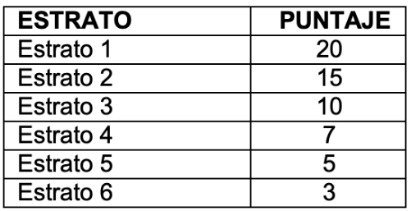 ESTRATO PUNTAJE
Estrato 1 20
Estrato 2 15
Estrato 3 10
Estrato 4 7
Estrato 5 5
Estrato 6 3